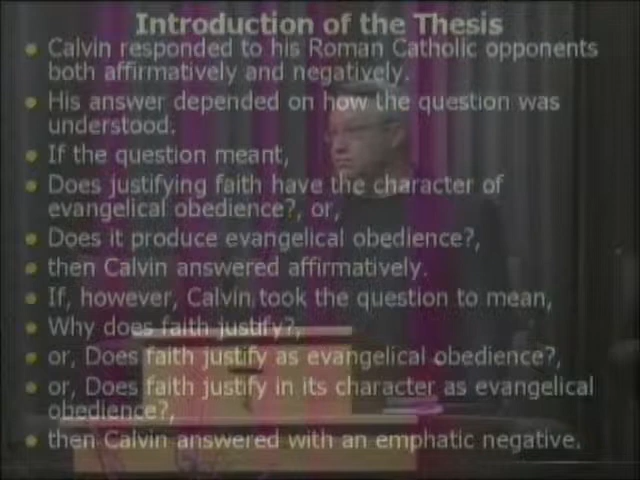 Introduction of the Thesis
• Calvin responded to his Roman Catholic opponents
both affirmatively and negatively.
• His answer depended on how the question was
understood.
• If the question meant,
• Does justifying faith have the character of
evangelical obedience?, or,
• Does it produce evangelical obedience?,
• then Calvin answered affirmatively.
• If, however, Calvin took the question to mean,
• Why does faith justify?,
• or, Does faith justify as evangelical obedience?,
• or, Does faith justify in its character as evangelical
obedience?,
• then Calvin answered with an emphatic negative.